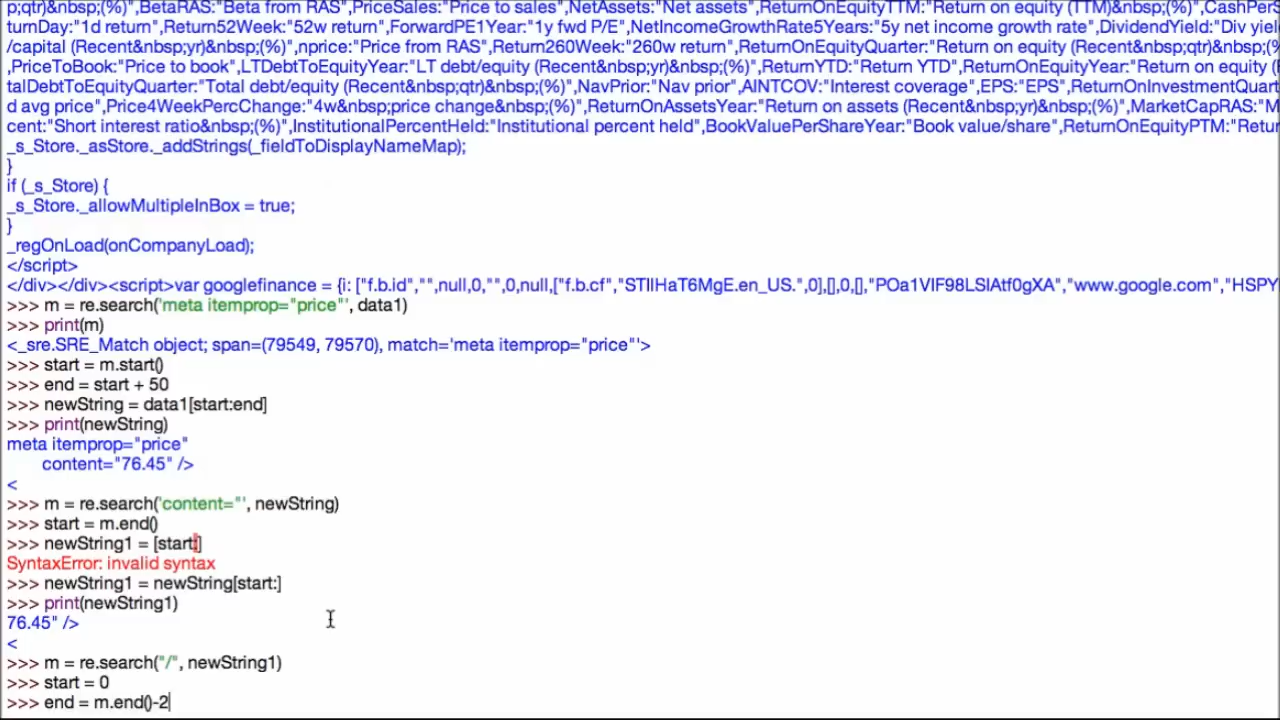 p;qtr)&nbsp;(%)",BetaRAS:"Beta from RAS",PriceSales:"Price to sales",NetAssets:"Net assets",ReturnOnEquityTTM:"Return on equity (TTM)&nbsp;(%)",CashPerS
turnDay:"1d return",Return52Week:"52w return",ForwardPE1Year:"1y fwd P/E",NetIncomeGrowthRate5Years:"5y net income growth rate",DividendYield:"Div yiel
/capital (Recent&nbsp;yr)&nbsp;(%)",nprice:"Price from RAS",Return260Week:"260w return",ReturnOnEquityQuarter:"Return on equity (Recent&nbsp;qtr)&nbsp;(%
,PriceToBook:"Price to book",LTDebtToEquityYear:"LT debt/equity (Recent&nbsp;yr)&nbsp;(%)",ReturnYTD:"Return YTD",ReturnOnEquityYear:"Return on equity (
talDebtToEquityQuarter:"Total debt/equity (Recent&nbsp;qtr)&nbsp;(%)",NavPrior:"Nav prior",AINTCOV:"Interest coverage",EPS:"EPS",ReturnOnInvestmentQuart
d avg price",Price4WeekPercChange:"4w&nbsp;price change&nbsp;(%)",ReturnOnAssetsYear:"Return on assets (Recent&nbsp;yr)&nbsp;(%)",MarketCapRAS:"M
cent:"Short interest ratio&nbsp;(%)",InstitutionalPercentHeld:"Institutional percent held",BookValuePerShareYear:"Book value/share",ReturnOnEquityPTM:"Retur
_s_Store._asStore._addStrings(_fieldToDisplayNameMap);
}
if (_s_Store) {
_s_Store._allowMultipleInBox = true;
}
_regOnLoad(onCompanyLoad);
</script>
</div></div><script>var googlefinance = {i: ["f.b.id","",null,0,"",0,null,["f.b.cf","STIIHaT6MgE.en_US.",0],[],0,[],"POa1VIF98LSIAtf0gXA","www.google.com","HSPY
>>> m = re.search('meta itemprop="price"', data1)
>>> print(m)
<_sre.SRE_Match object; span=(79549, 79570), match='meta itemprop="price"'>
>>> start = m.start()
>>> end = start + 50
>>> newString = data1[start:end]
>>> print(newString)
meta itemprop="price"
content="76.45" />
<
>>> m = re.search('content="', newString)
>>> start = m.end()
>>> newString1 = [start:]
SyntaxError: invalid syntax
>>> newString1 = newString[start:]
>>> print(newString1)
76.45" />
<
>>> m = re.search("/", newString1)
>>> start = 0
>>> end = m.end()-2